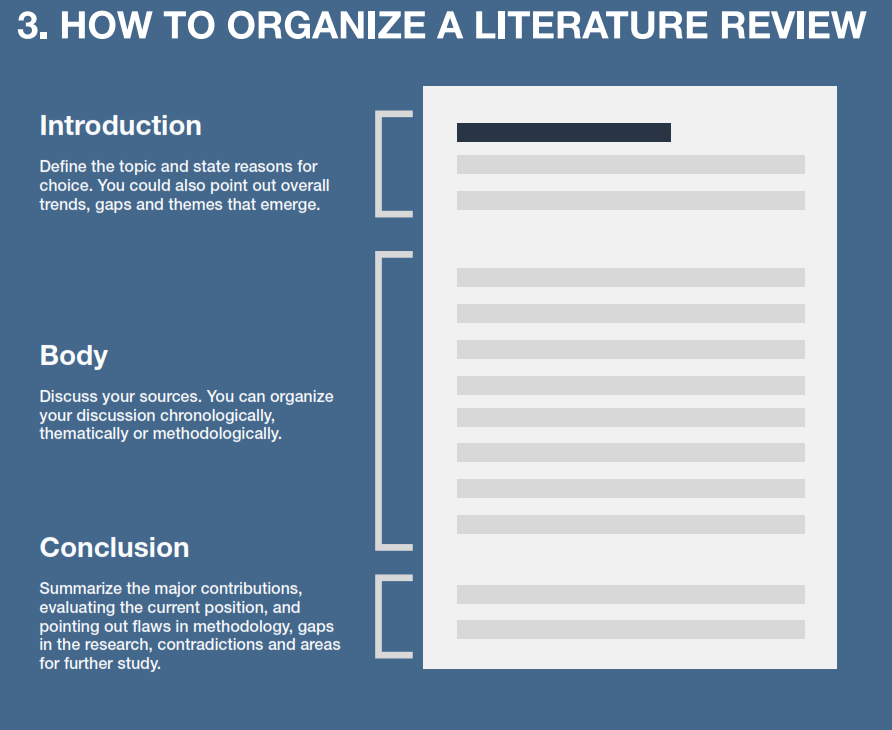 3. HOW TO ORGANIZE A LITERATURE REVIEW
Introduction
Define the topic and state reasons for
choice. You could also point out overall
trends, gaps and themes that emerge.
Body
Discuss your sources. You can organize
your discussion chronologically,
thematically or methodologically.
Conclusion
Summarize the major contributions,
evaluating the current position, and
pointing out flaws in methodology, gaps
in the research, contradictions and areas
for further study.